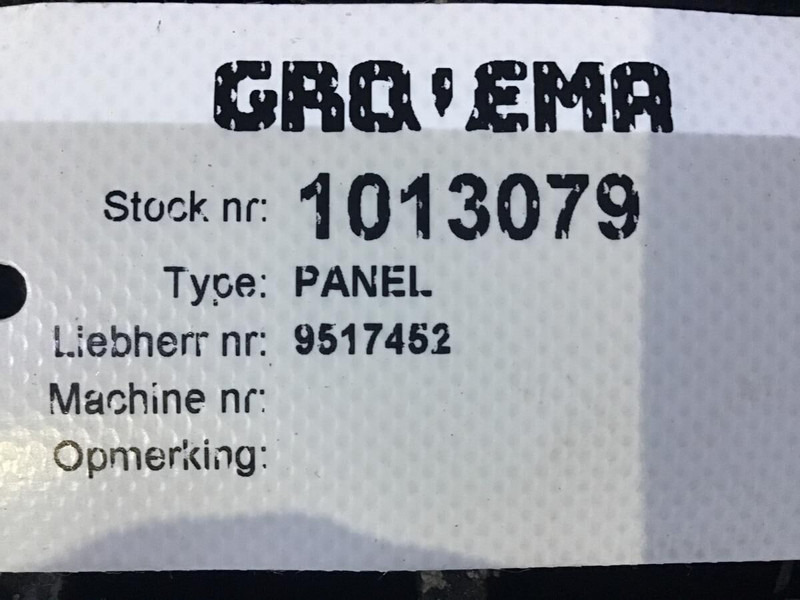 GRO'EMA
Stock nr: 1013079
Type: PANEL
Liebherr nr: 9517452
Machine nr:
Opmerking: